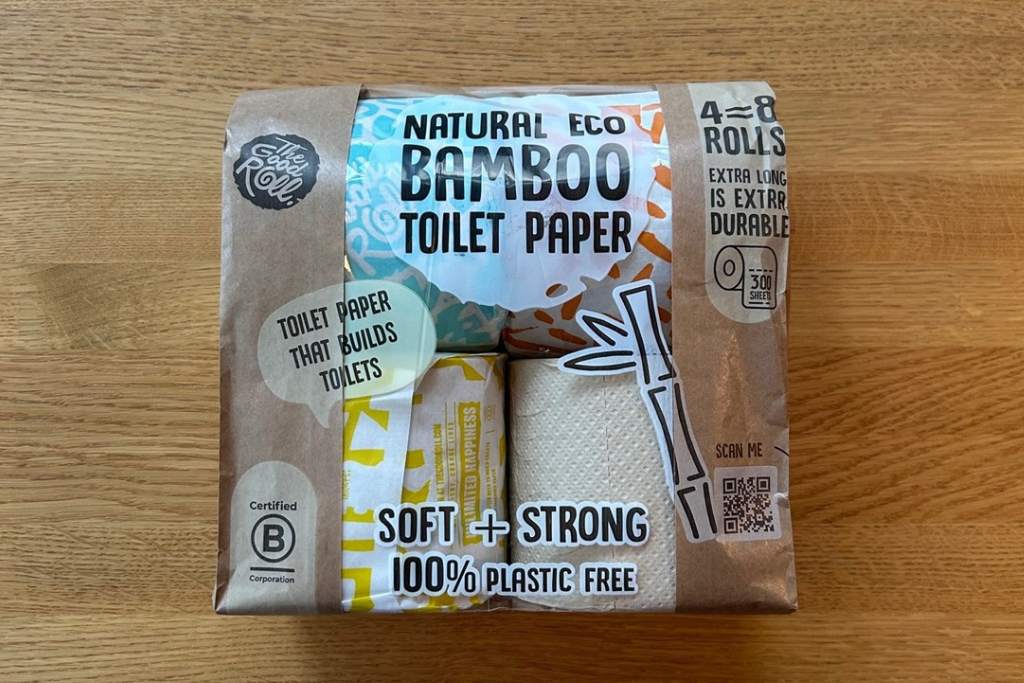 The
Good
Roll.
NATURAL ECO
BAMBOO
TOILET PAPER
4=8
ROLLS
EXTRA LONG
IS EXTRA
DURABLE
300
SHEETS
TOILET PAPER
THAT BUILDS
TOILETS
UNLIMITED HAPPINESS
SCAN ME
Certified
B
Corporation
SOFT + STRONG
100% PLASTIC FREE